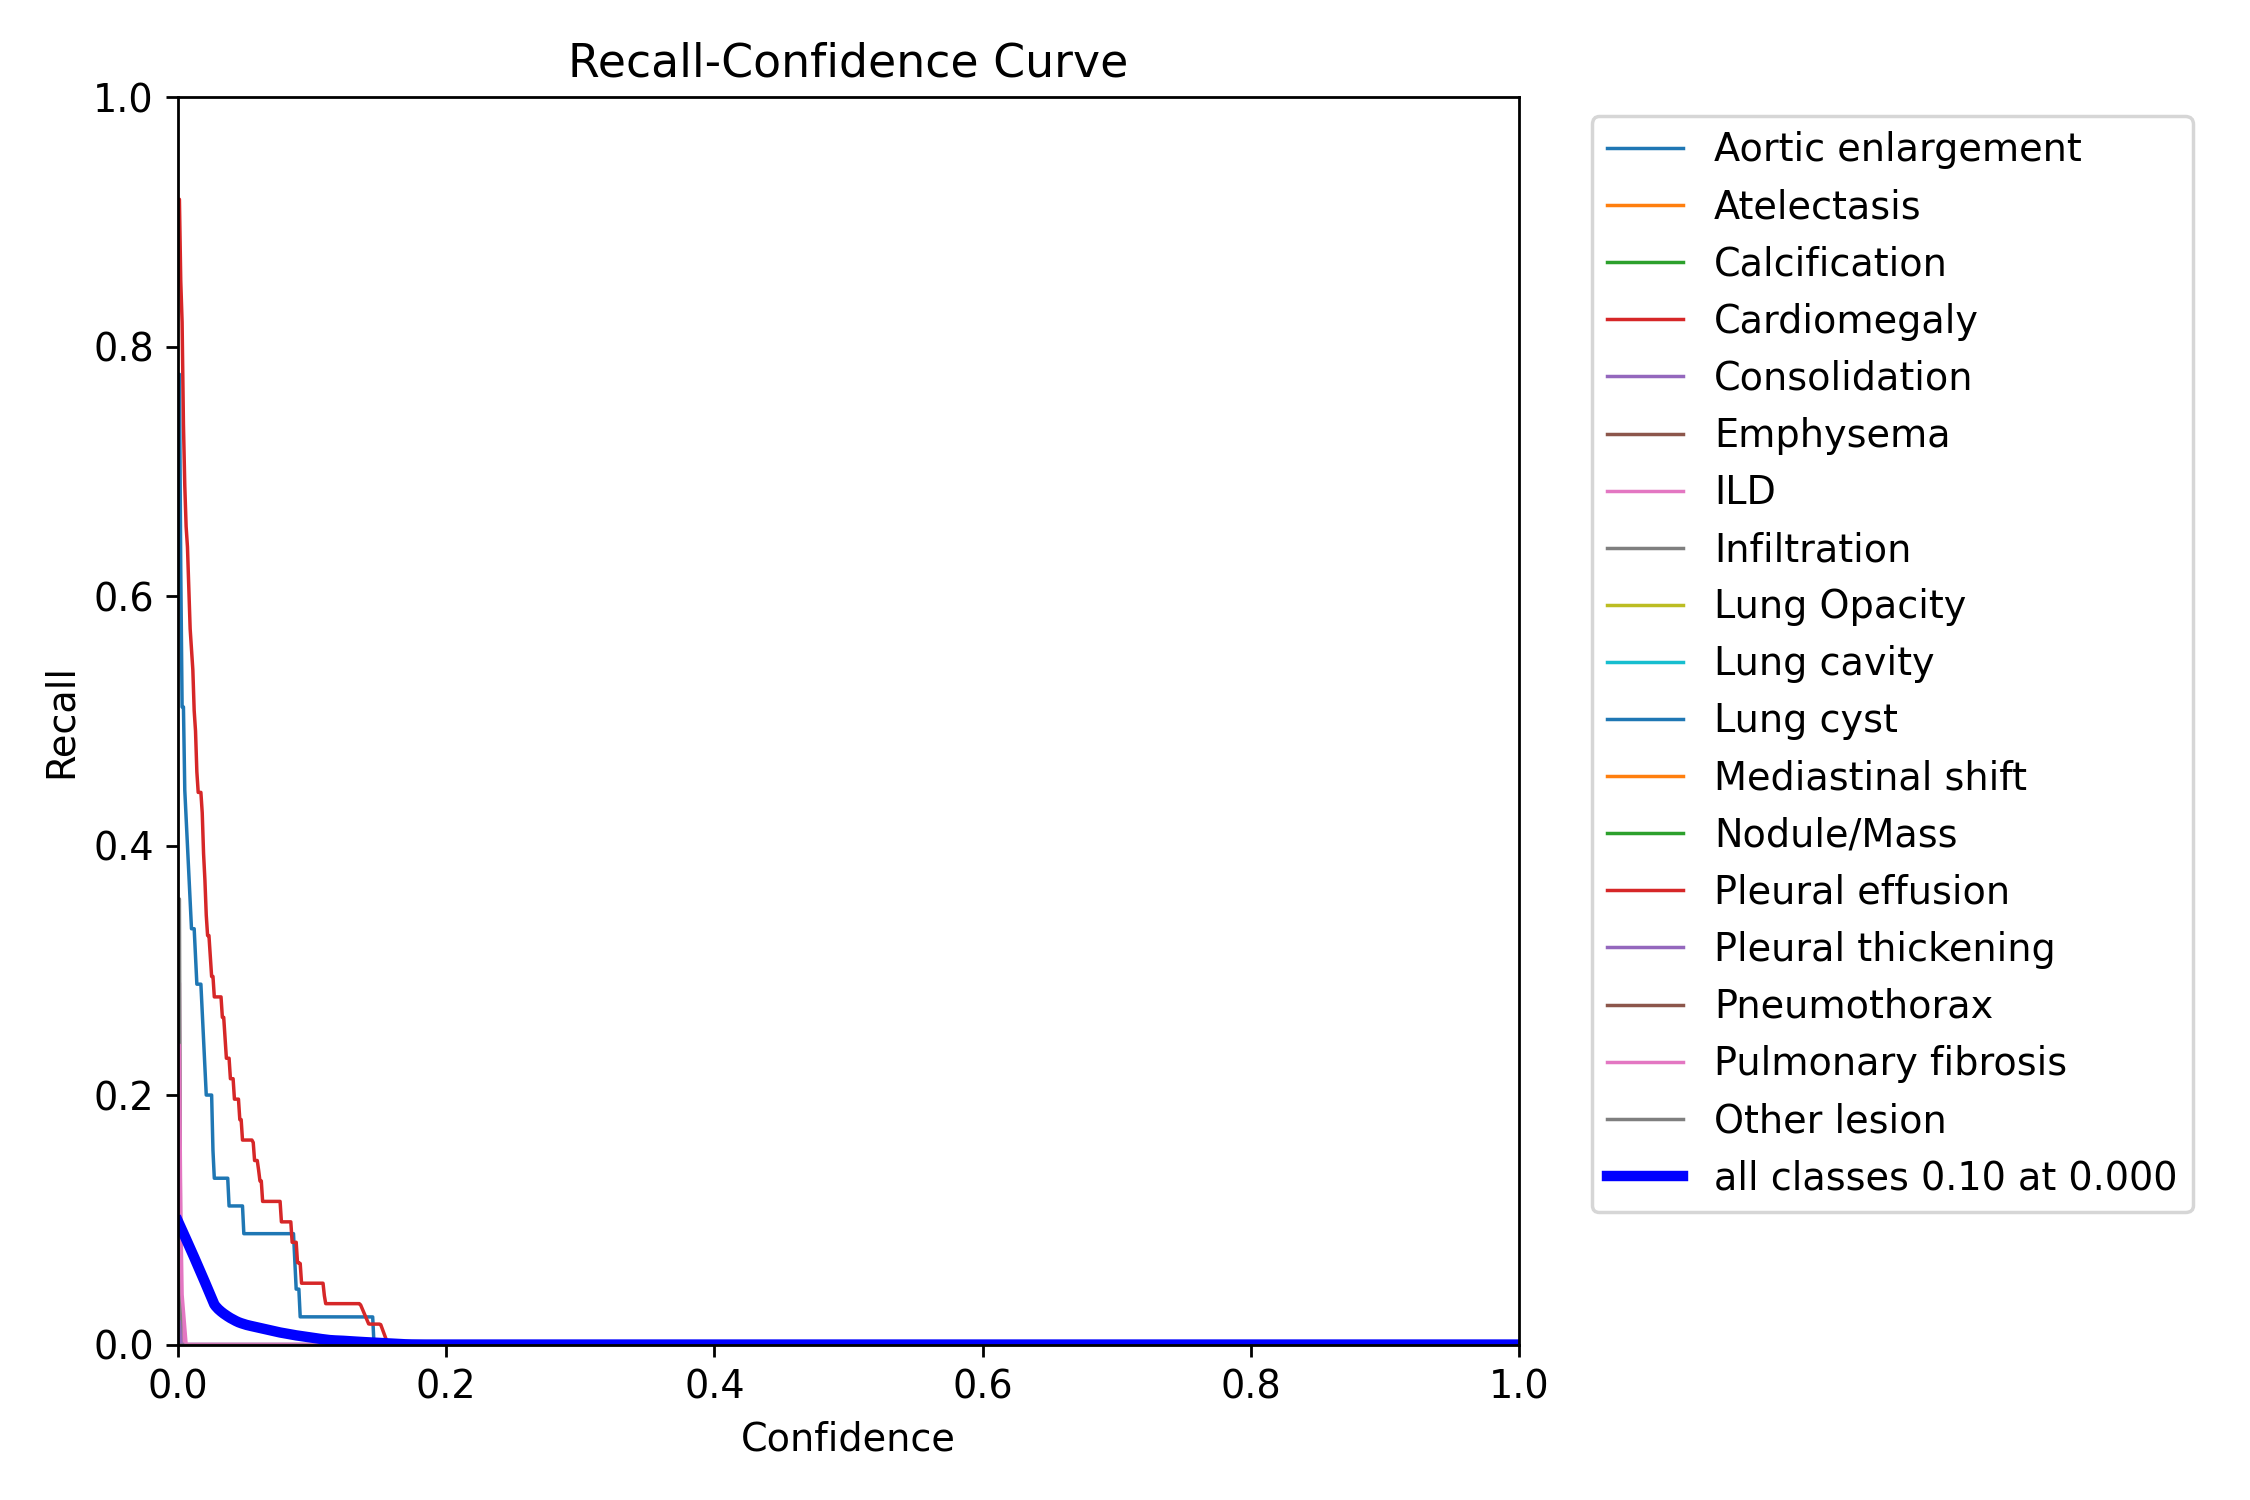 Recall-Confidence Curve
1.0
0.8
0.6
0.4
0.2
0.0
Recall
0.0 0.2 0.4 0.6 0.8 1.0
Confidence
Aortic enlargement
Atelectasis
Calcification
Cardiomegaly
Consolidation
Emphysema
ILD
Infiltration
Lung Opacity
Lung cavity
Lung cyst
Mediastinal shift
Nodule/Mass
Pleural effusion
Pleural thickening
Pneumothorax
Pulmonary fibrosis
Other lesion
all classes 0.10 at 0.000